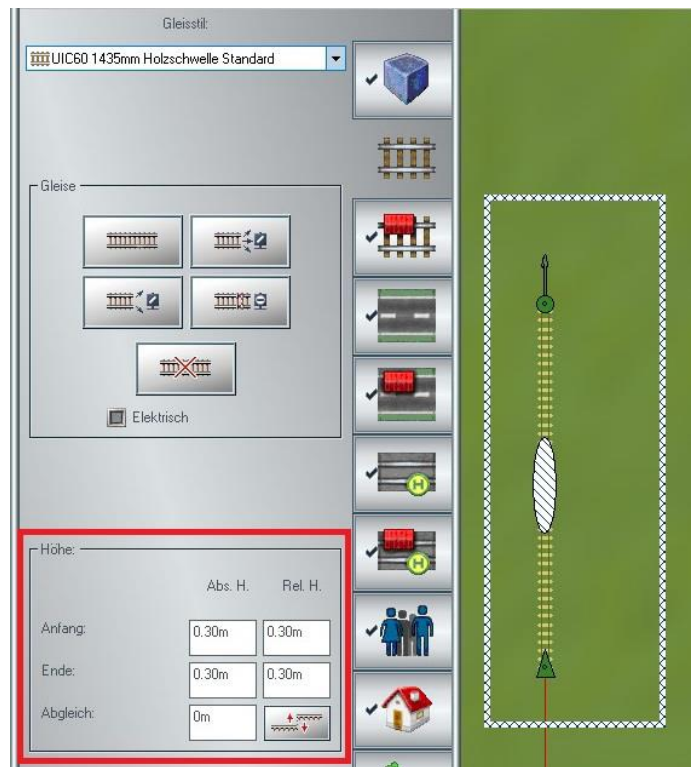 Gleisstil:
UIC60 1435mm Holzschwelle Standard
Gleise
Elektrisch
Höhe:
Abs. H. Rel. H.
Anfang: 0.30m 0.30m
Ende: 0.30m 0.30m
Abgleich: 0m
H
H